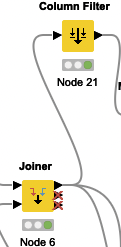 Column Filter
Node 21
Joiner
Node 6